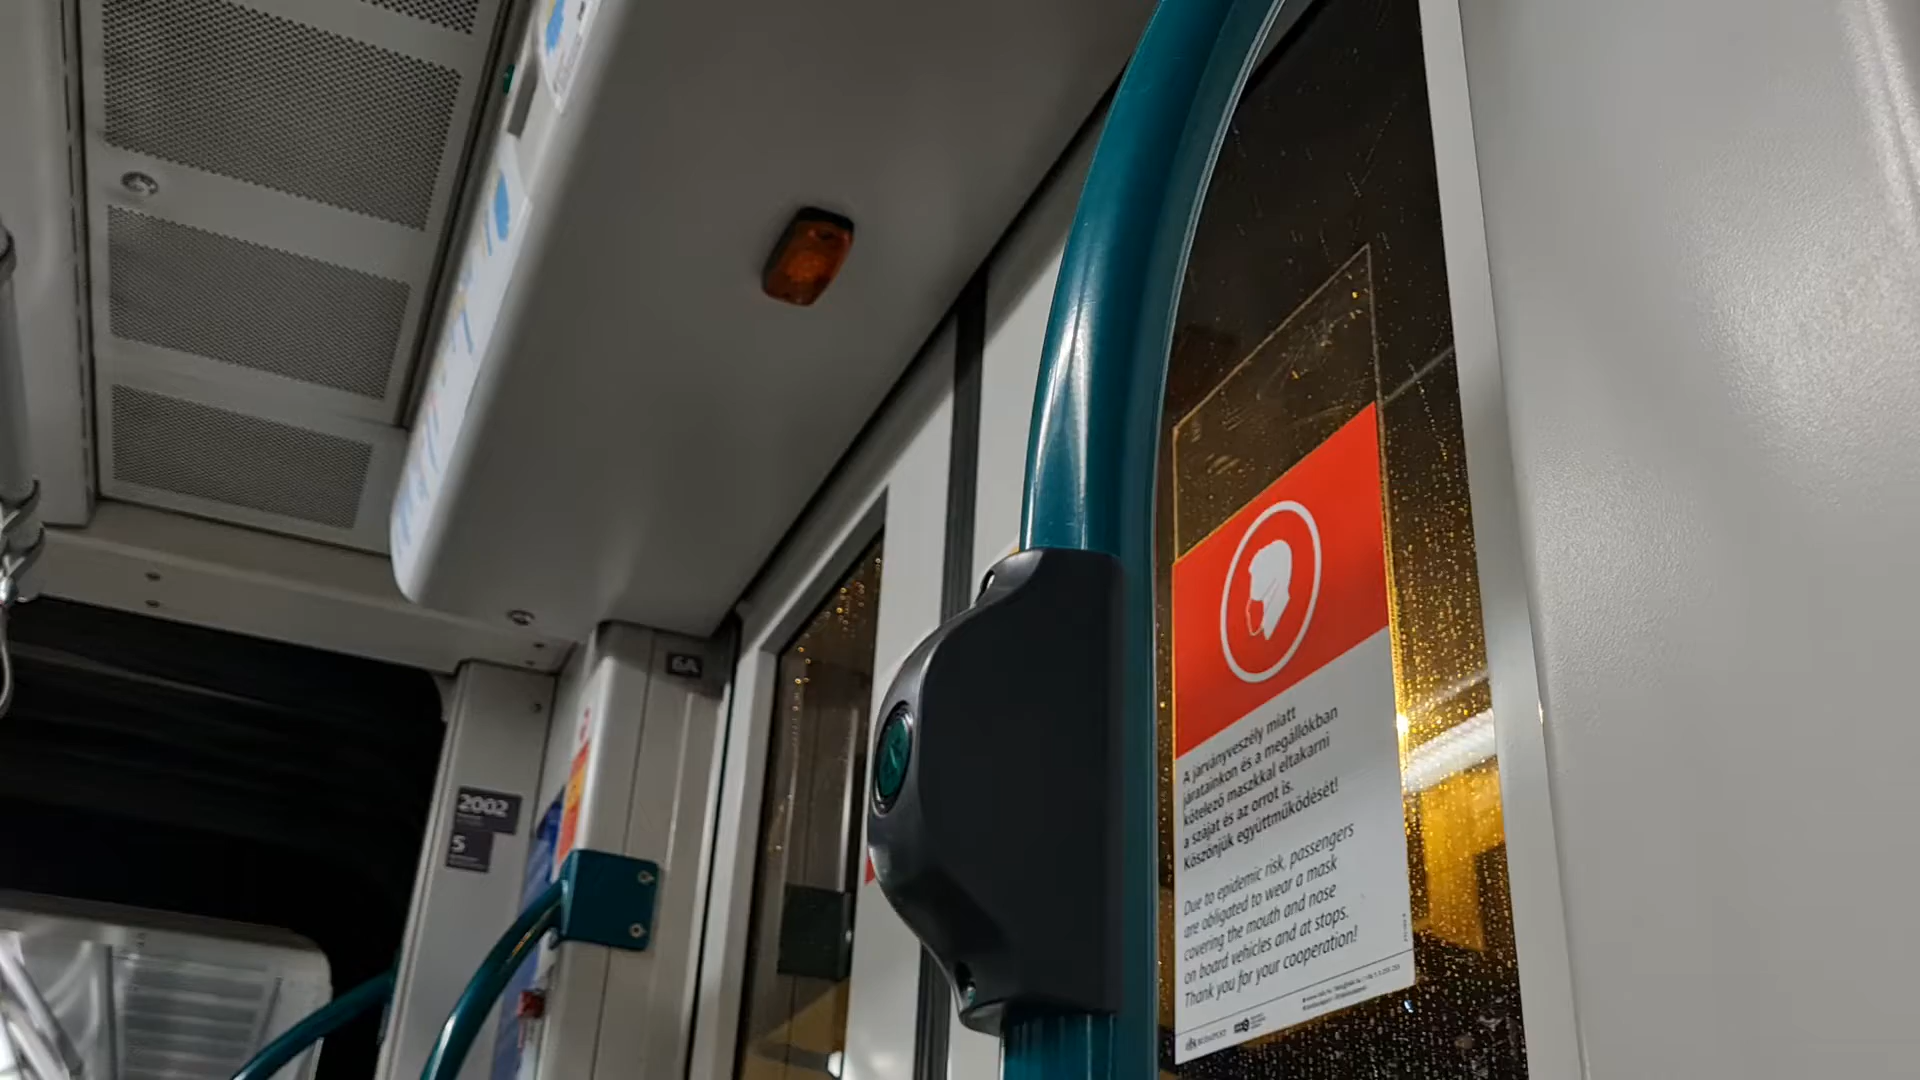 6A
2002
5
A járványveszély miatt
járatainkon és a megállókban
kötelező maszkkal eltakarni
a szájat és az orrot is.
Köszönjük együttműködését!
Due to epidemic risk, passengers
are obligated to wear a mask
covering the mouth and nose
on board vehicles and at stops.
Thank you for your cooperation!
BUDAPEST